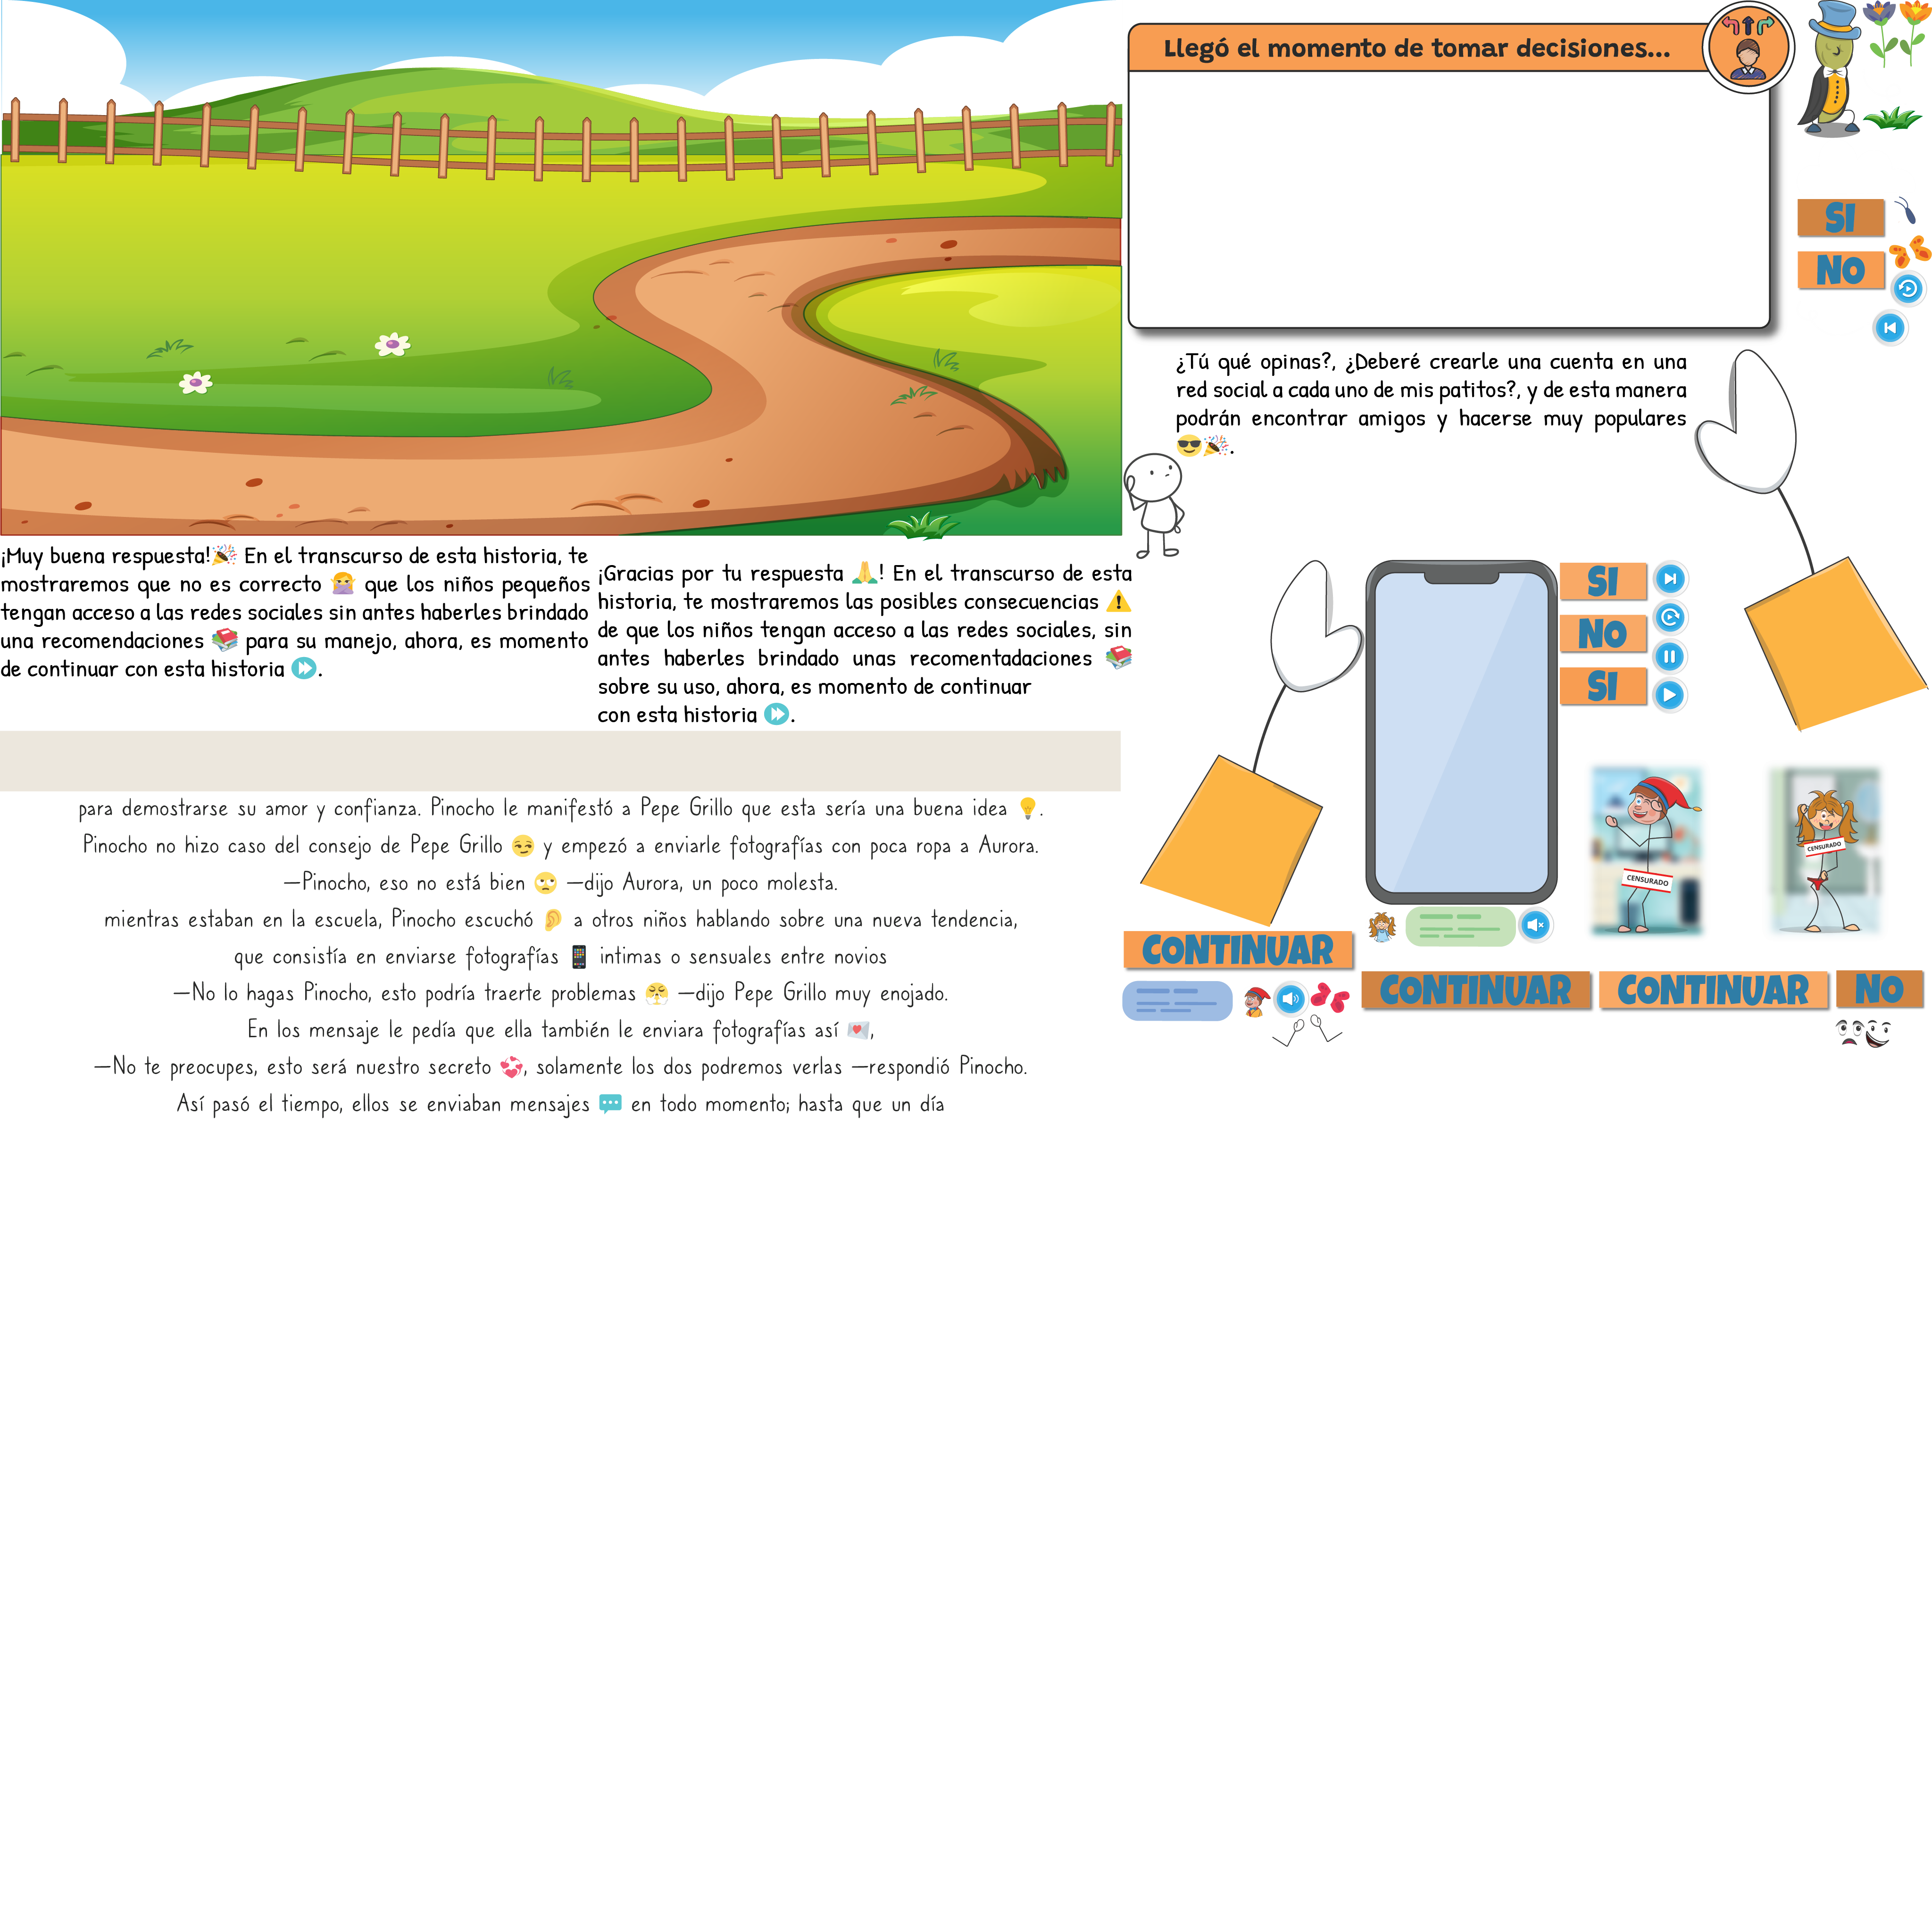 Llegó el momento de tomar decisiones...
SI
NO
¿Tú qué opinas?, ¿Deberé crearle una cuenta en una
red social a cada uno de mis patitos?, y de esta manera
podrán encontrar amigos y hacerse muy populares
😎🎉.
¡Muy buena respuesta!🎉 En el transcurso de esta historia, te
mostraremos que no es correcto 🙅 que los niños pequeños
tengan acceso a las redes sociales sin antes haberles brindado
una recomendaciones 📚 para su manejo, ahora, es momento
de continuar con esta historia ⏩.
¡Gracias por tu respuesta 🙏! En el transcurso de esta
historia, te mostraremos las posibles consecuencias ⚠️
de que los niños tengan acceso a las redes sociales, sin
antes haberles brindado unas recomentadaciones 📚
sobre su uso, ahora, es momento de continuar
con esta historia ⏩.
SI
NO
SI
para demostrarse su amor y confianza. Pinocho le manifestó a Pepe Grillo que esta sería una buena idea 💡.
Pinocho no hizo caso del consejo de Pepe Grillo 😏 y empezó a enviarle fotografías con poca ropa a Aurora.
—Pinocho, eso no está bien 🙄 —dijo Aurora, un poco molesta.
mientras estaban en la escuela, Pinocho escuchó 👂 a otros niños hablando sobre una nueva tendencia,
que consistía en enviarse fotografías 📱 intimas o sensuales entre novios
—No lo hagas Pinocho, esto podría traerte problemas 😤 —dijo Pepe Grillo muy enojado.
En los mensaje le pedía que ella también le enviara fotografías así 💌,
—No te preocupes, esto será nuestro secreto 💞, solamente los dos podremos verlas —respondió Pinocho.
Así pasó el tiempo, ellos se enviaban mensajes 💬 en todo momento; hasta que un día
CENSURADO
CENSURADO
CONTINUAR
CONTINUAR
CONTINUAR
NO